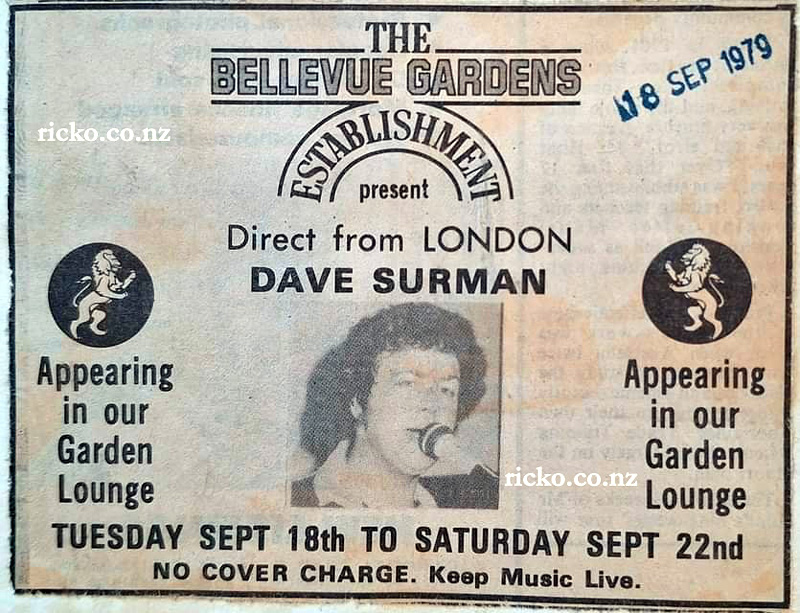 THE
BELLEVUE GARDENS
18 SEP 1979
ricko.co.nz
ESTABLISHMENT
present
Direct from LONDON
DAVE SURMAN
Appearing
in our
Garden
Lounge
Appearing
in our
Garden
Lounge
ricko.co.nz
TUESDAY SEPT 18th TO SATURDAY SEPT 22nd
NO COVER CHARGE. Keep Music Live.